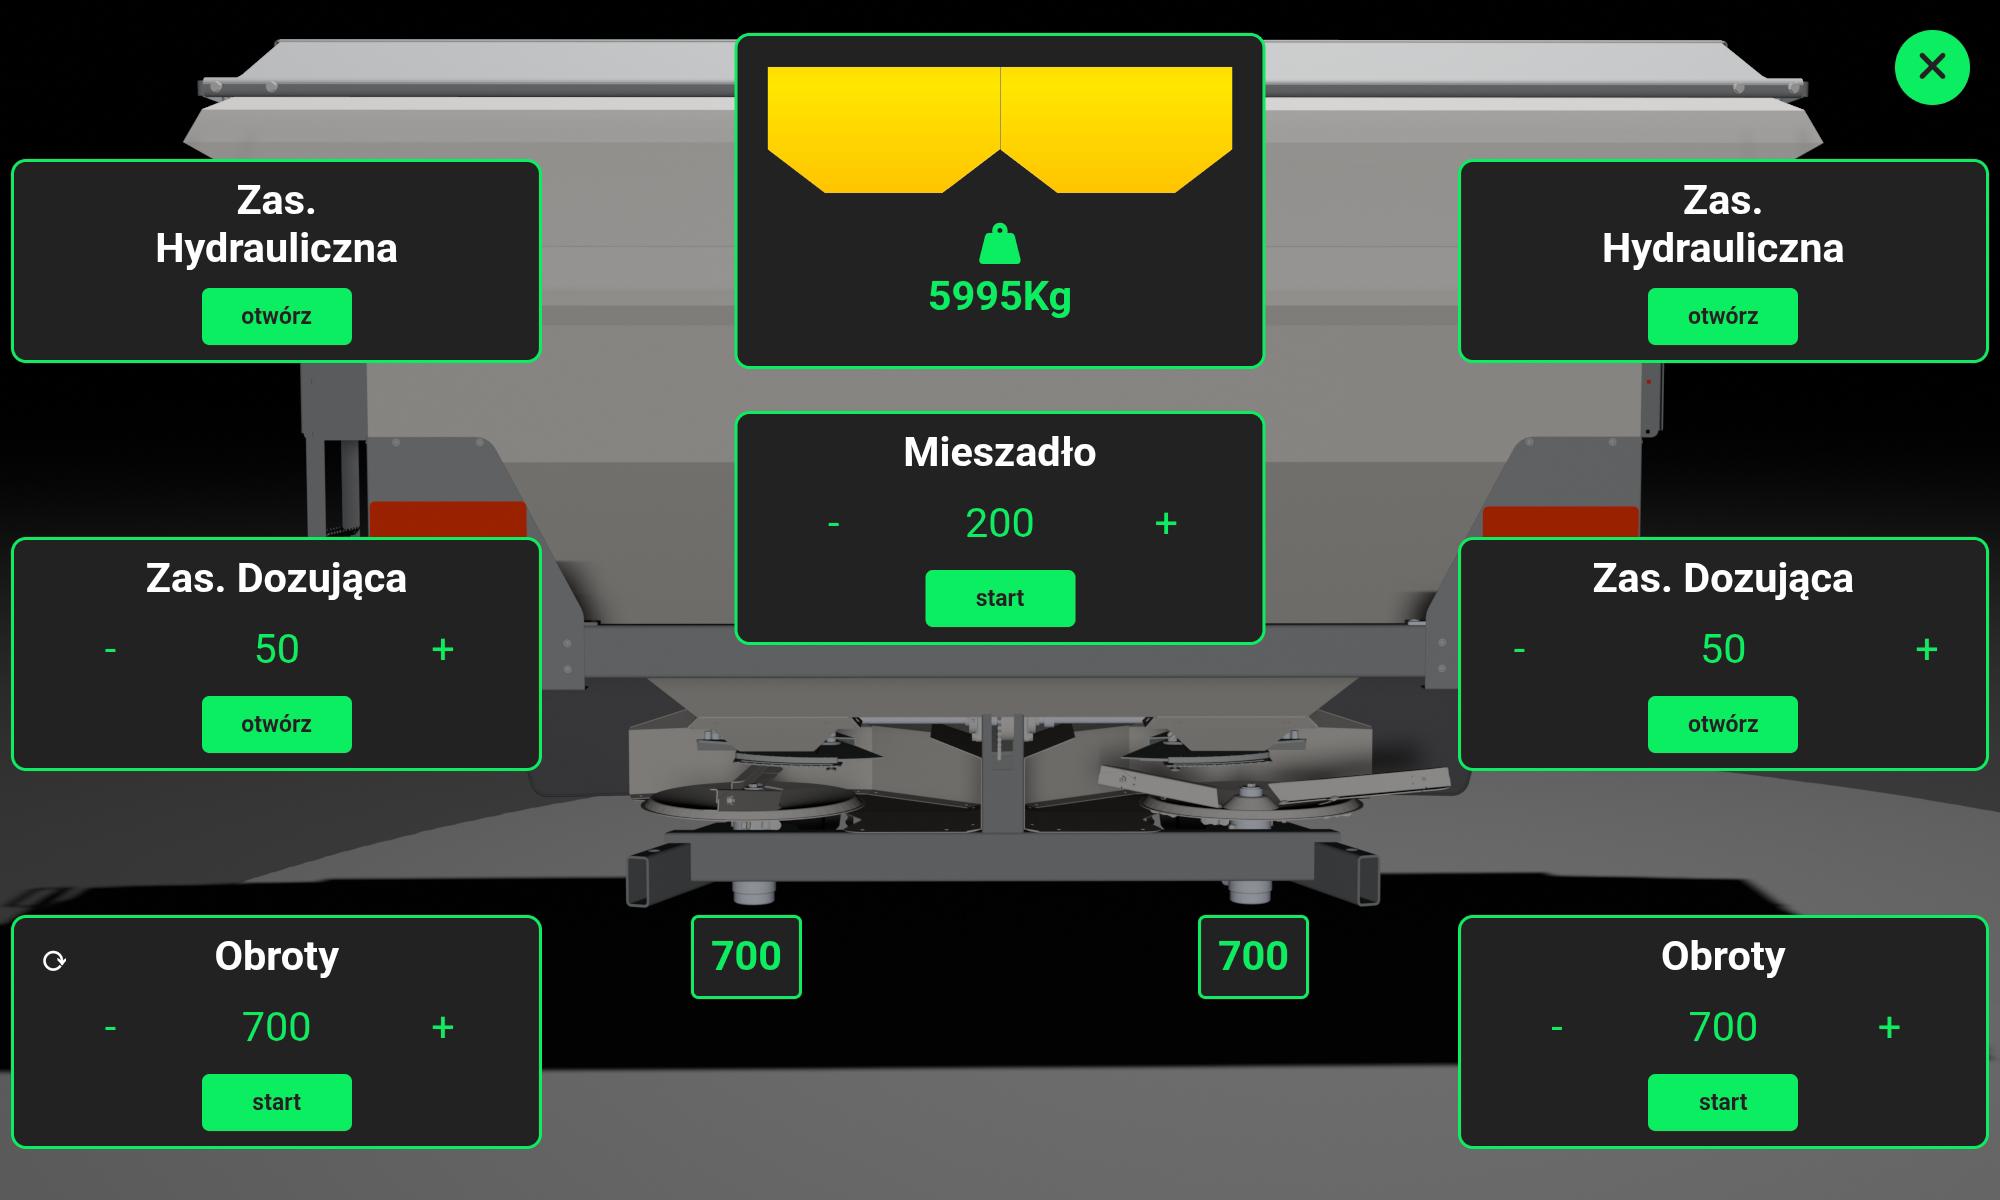 5995Kg
Zas.
Hydrauliczna
otwórz
Zas.
Hydrauliczna
otwórz
Mieszadło
- 200 +
start
Zas. Dozująca
- 50 +
otwórz
Zas. Dozująca
- 50 +
otwórz
Obroty
- 700 +
start
700
700
Obroty
- 700 +
start